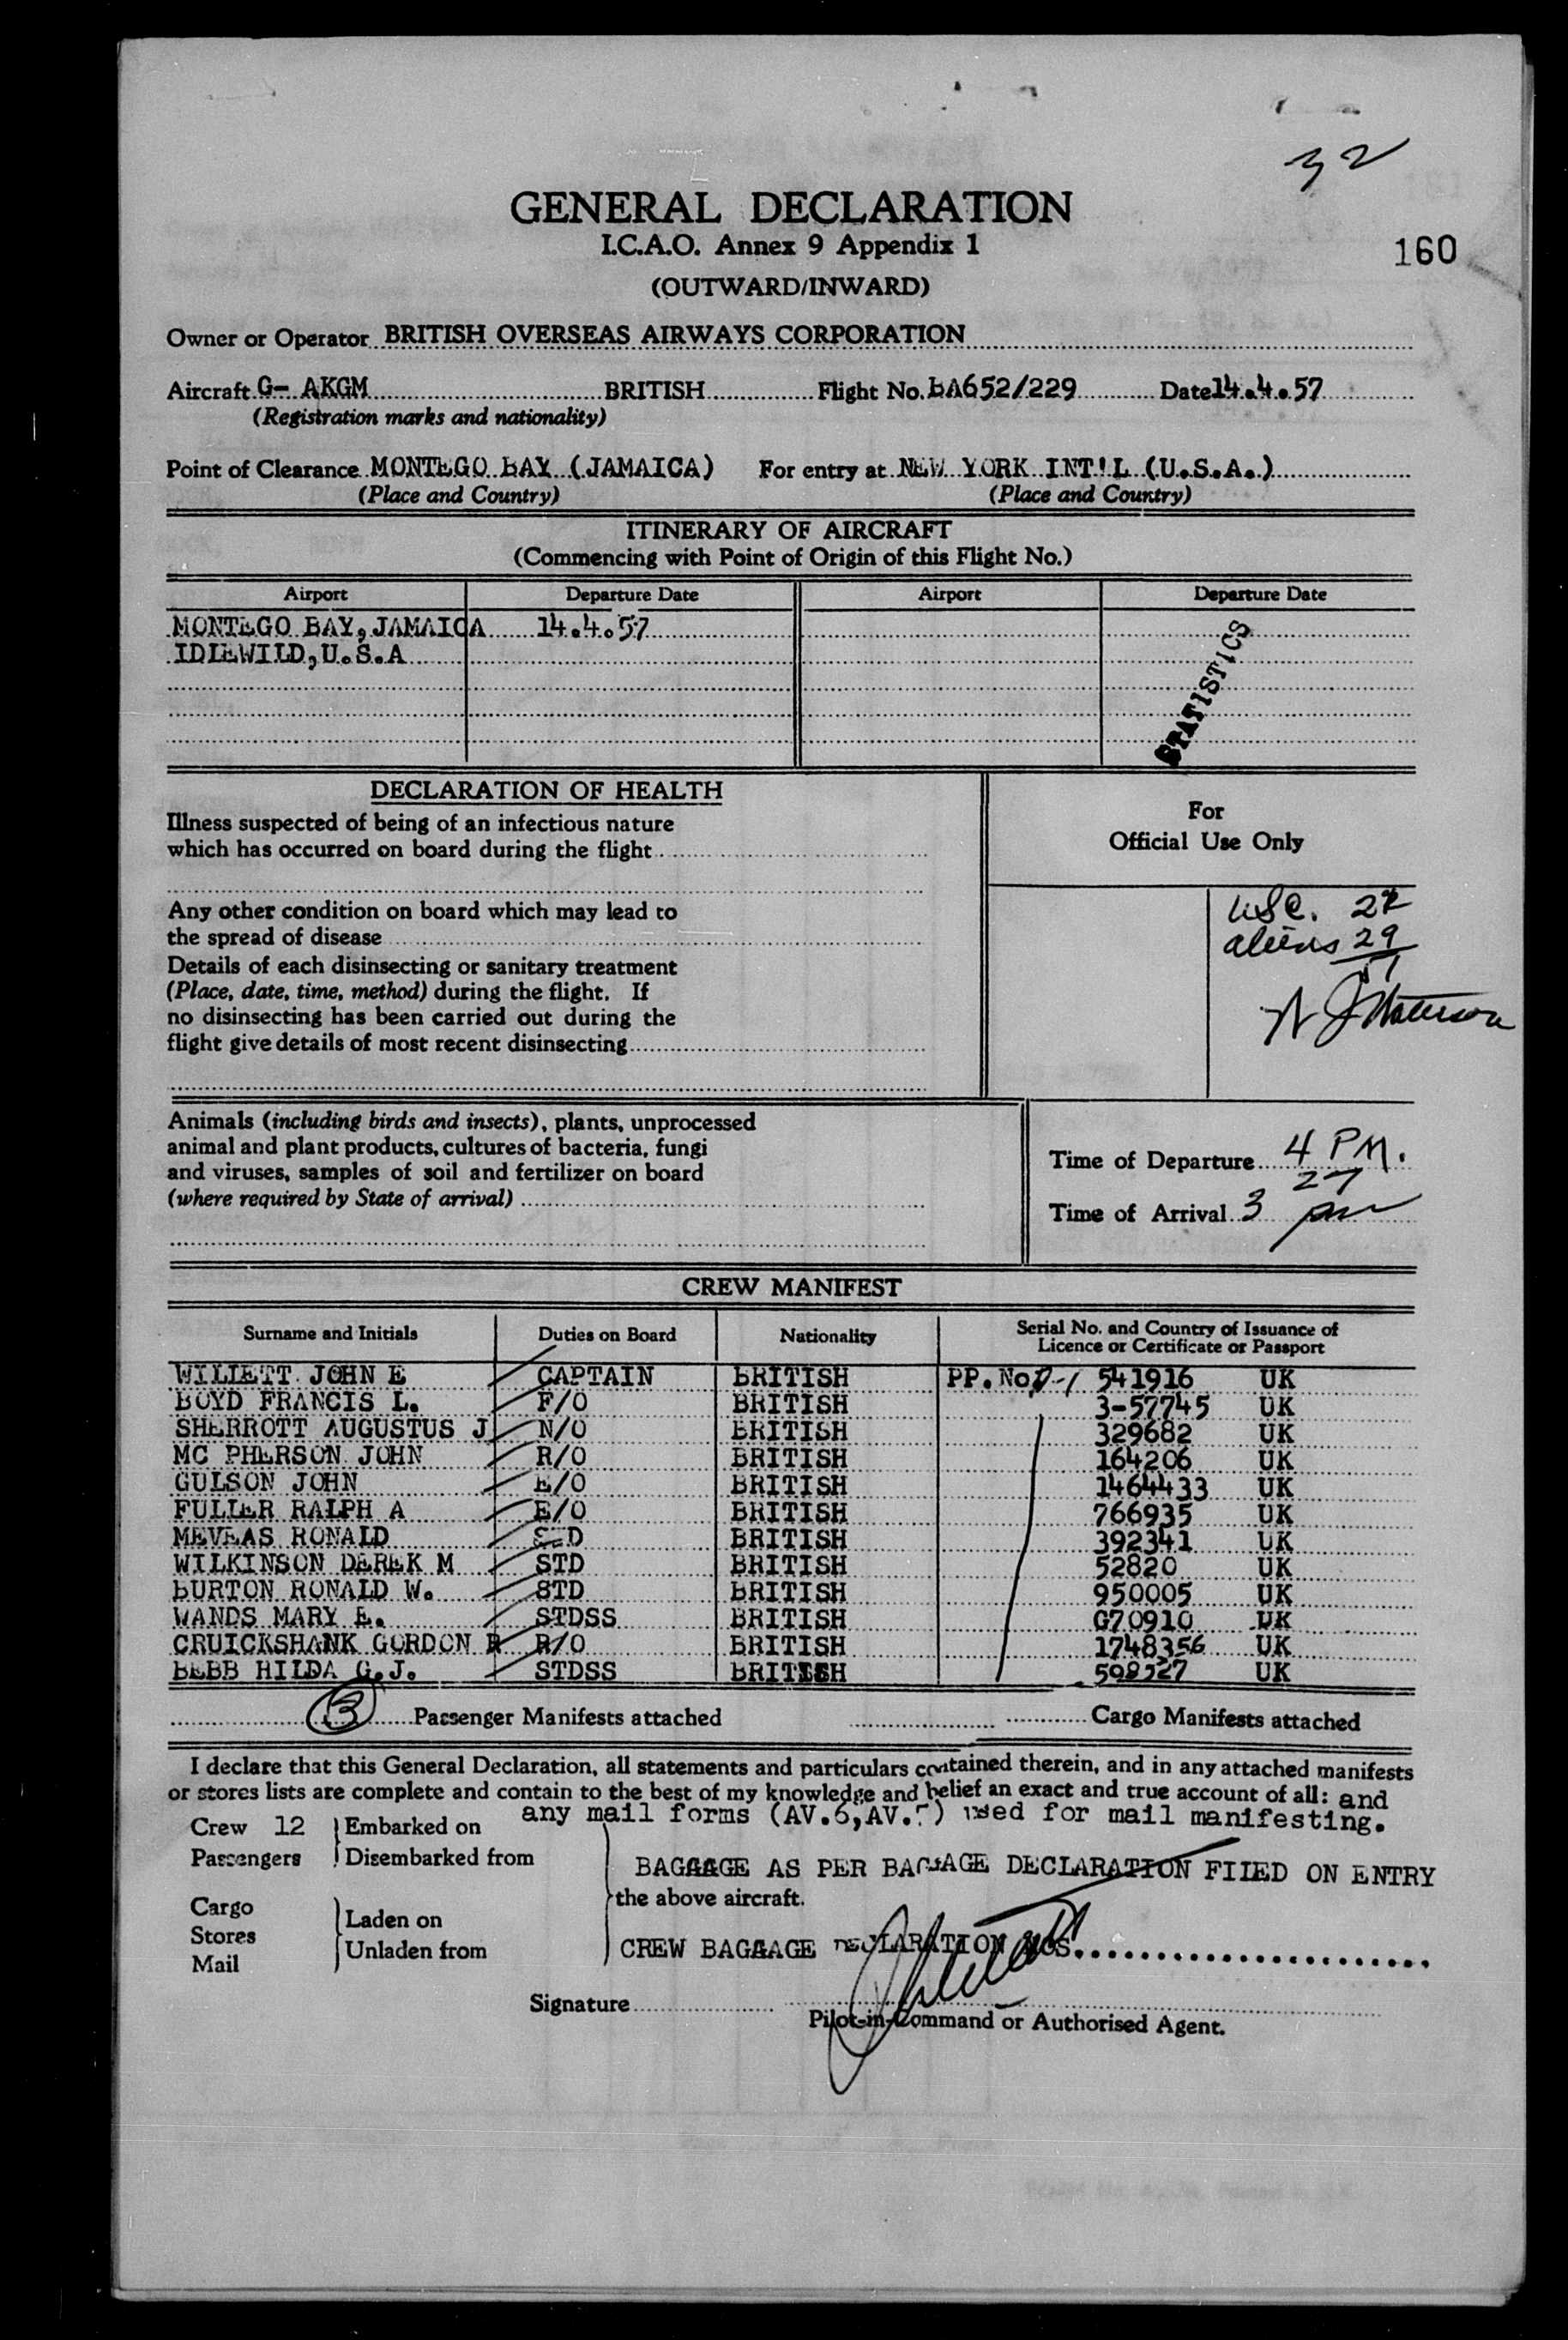 32
GENERAL DECLARATION
I.C.A.O. Annex 9 Appendix 1
160
(OUTWARD/INWARD)
Owner or Operator BRITISH OVERSEAS AIRWAYS CORPORATION
Aircraft G- AKGM BRITISH Flight No. BA652/229 Date 14.4.57
(Registration marks and nationality)
Point of Clearance MONTEGO BAY (JAMAICA) For entry at NEW YORK INT'L (U.S.A.)
(Place and Country) (Place and Country)
ITINERARY OF AIRCRAFT
(Commencing with Point of Origin of this Flight No.)
Airport Departure Date Airport Departure Date
MONTEGO BAY, JAMAICA 14.4.57
IDLEWILD, U.S.A
STATISTICS
DECLARATION OF HEALTH
For
Official Use Only
Illness suspected of being of an infectious nature
which has occurred on board during the flight
Any other condition on board which may lead to
the spread of disease
USC.
aliens 29
Details of each disinsecting or sanitary treatment
(Place, date, time, method) during the flight. If
no disinsecting has been carried out during the
flight give details of most recent disinsecting
Animals (including birds and insects), plants, unprocessed
animal and plant products, cultures of bacteria, fungi
and viruses, samples of soil and fertilizer on board
(where required by State of arrival)
Time of Departure 4 PM.
Time of Arrival 3 27 pm
CREW MANIFEST
Surname and Initials Duties on Board Nationality Serial No. and Country of Issuance of
Licence or Certificate or Passport
WILLETT JOHN E CAPTAIN BRITISH PP. No. D-1 541916 UK
BOYD FRANCIS L. F/O BRITISH 3-57745 UK
SHERROTT AUGUSTUS J N/O BRITISH 329682 UK
MC PHERSON JOHN R/O BRITISH 164206 UK
GULSON JOHN E/O BRITISH 1464433 UK
FULLER RALPH A E/O BRITISH 766935 UK
MEVEAS RONALD BRITISH 392341 UK
WILKINSON DEREK M STD BRITISH 52820 UK
BURTON RONALD W. STD BRITISH 950005 UK
WANDS MARY E. STDSS BRITISH G70910 UK
CRUICKSHANK GORDON R R/O BRITISH 1748356 UK
BEBB HILDA G.J. STDSS BRITISH UK
3 Passenger Manifests attached Cargo Manifests attached
I declare that this General Declaration, all statements and particulars contained therein, and in any attached manifests
or stores lists are complete and contain to the best of my knowledge and belief an exact and true account of all: and
any mail forms (AV.6, ) used for mail manifesting.
Crew 12 Embarked on
Passengers Disembarked from
BAGGAGE AS PER BAGGAGE DECLARATION FILED ON ENTRY
the above aircraft.
Cargo
Stores
Mail
Laden on
Unladen from
CREW BAGGAGE DECLARATION NOS
Signature
Pilot-in-Command or Authorised Agent.